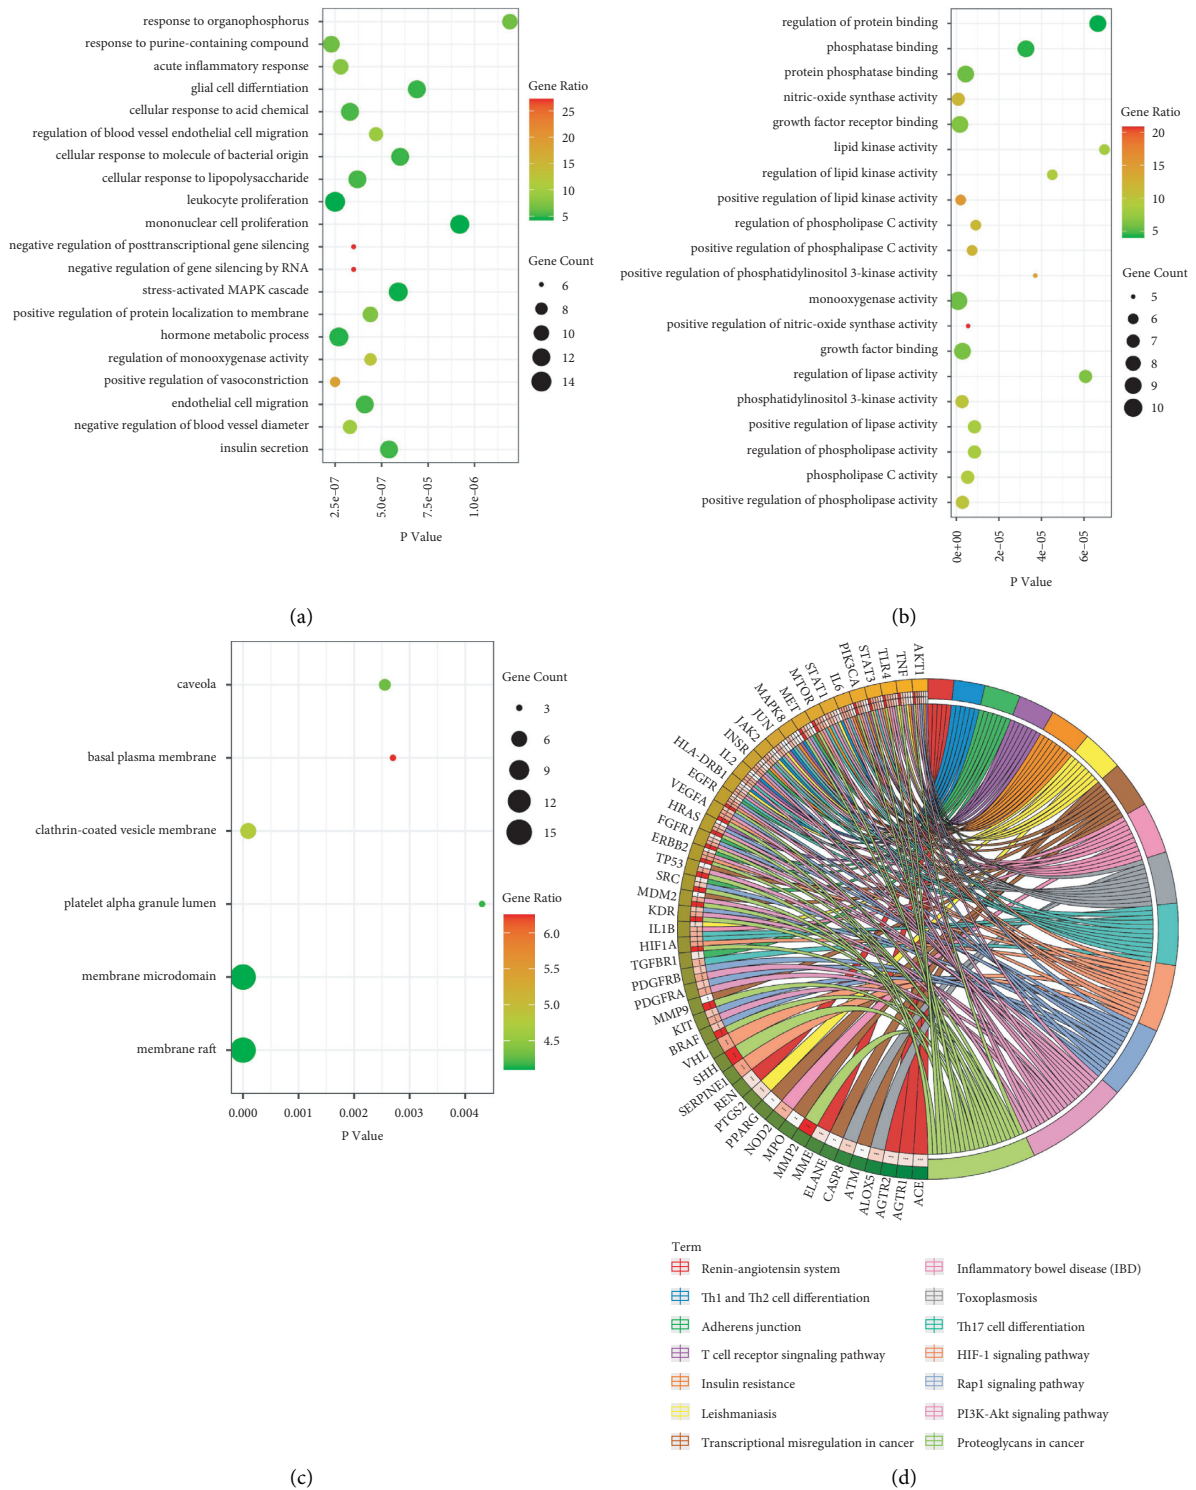 response to organophosphorus
response to purine-containing compound
acute inflammatory response
glial cell differntiation
cellular response to acid chemical
regulation of blood vessel endothelial cell migration
cellular response to molecule of bacterial origin
cellular response to lipopolysaccharide
leukocyte proliferation
mononuclear cell proliferation
negative regulation of posttranscriptional gene silencing
negative regulation of gene silencing by RNA
stress-activated MAPK cascade
positive regulation of protein localization to membrane
hormone metabolic process
regulation of monooxygenase activity
positive regulation of vasoconstriction
endothelial cell migration
negative regulation of blood vessel diameter
insulin secretion
2.5e-07
5.0e-07
7.5e-05
1.0e-06
P Value
Gene Ratio
25
20
15
10
5
Gene Count
6
8
10
12
14
(a)
regulation of protein binding
phosphatase binding
protein phosphatase binding
nitric-oxide synthase activity
growth factor receptor binding
lipid kinase activity
regulation of lipid kinase activity
positive regulation of lipid kinase activity
regulation of phospholipase C activity
positive regulation of phosphalipase C activity
positive regulation of phosphatidylinositol 3-kinase activity
monooxygenase activity
positive regulation of nitric-oxide synthase activity
growth factor binding
regulation of lipase activity
phosphatidylinositol 3-kinase activity
positive regulation of lipase activity
regulation of phospholipase activity
phospholipase C activity
positive regulation of phospholipase activity
0e+00
2e-05
4e-05
6e-05
P Value
Gene Ratio
20
15
10
5
Gene Count
5
6
7
8
9
10
(b)
caveola
basal plasma membrane
clathrin-coated vesicle membrane
platelet alpha granule lumen
membrane microdomain
membrane raft
0.000
0.001
0.002
0.003
0.004
P Value
Gene Count
3
6
9
12
15
Gene Ratio
6.0
5.5
5.0
4.5
(c)
AKT1
TNF
TLR4
STAT3
PIK3CA
IL6
STAT1
MTOR
MET
MAPK8
JUN
JAK2
INSR
IL2
HLA-DRB1
EGFR
VEGFA
HRAS
FGFR1
ERBB2
TP53
SRC
MDM2
KDR
IL1B
HIF1A
TGFBR1
PDGFRB
PDGFRA
MMP9
KIT
BRAF
VHL
SHH
SERPINE1
REN
PTGS2
PPARG
NOD2
MPO
MMP2
MME
ELANE
CASP8
ATM
ALOX5
AGTR2
AGTR1
ACE
Term
Renin-angiotensin system
Th1 and Th2 cell differentiation
Adherens junction
T cell receptor singnaling pathway
Insulin resistance
Leishmaniasis
Transcriptional misregulation in cancer
Inflammatory bowel disease (IBD)
Toxoplasmosis
Th17 cell differentiation
HIF-1 signaling pathway
Rap1 signaling pathway
PI3K-Akt signaling pathway
Proteoglycans in cancer
(d)